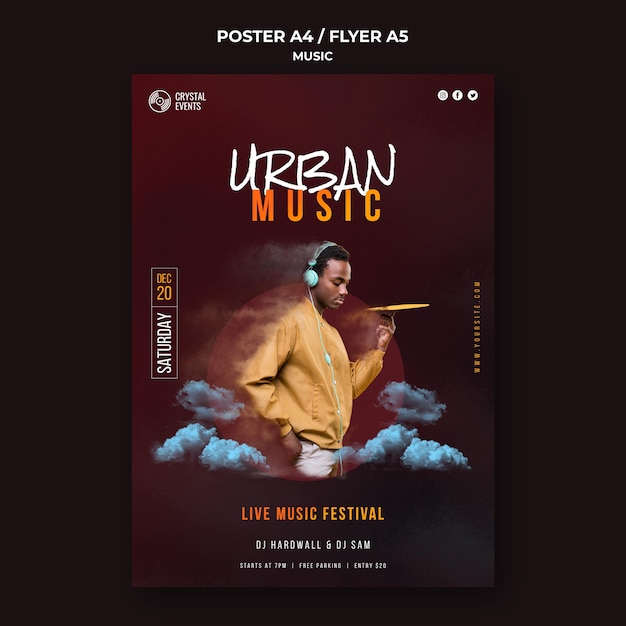 POSTER A4 / FLYER A5
MUSIC
CRYSTAL
EVENTS
URBAN
MUSIC
DEC
20
SATURDAY
WWW.YOURSITE.COM
LIVE MUSIC FESTIVAL
DJ HARDWALL & DJ SAM
STARTS AT 7PM | FREE PARKING | ENTRY $20